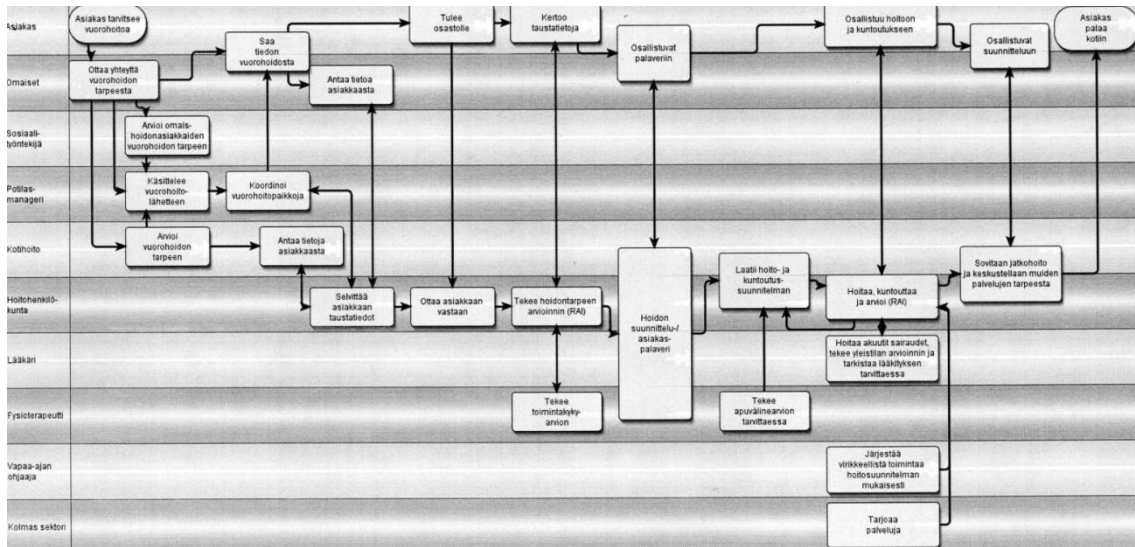 Asiakas
Asiakas tarvitsee
vuorohoitoa
Tulee
osastolle
Kertoo
taustatietoja
Osallistuu hoitoon
ja kuntoutukseen
Asiakas
palaa
kotiin
Saa
tiedon
vuorohoidosta
Osallistuvat
palaveriin
Osallistuvat
suunnitteluun
Omaiset
Ottaa yhteyttä
vuorohoidon
tarpeesta
Antaa tietoa
asiakkaasta
Sosiaali-
työntekijä
Arvioi omais-
hoidonasiakkaiden
vuorohoidon tarpeen
Potilas-
manageri
Käsittelee
vuorohoito-
lähetteen
Koordinoi
vuorohoitopaikkoja
Kotihoito
Arvioi
vuorohoidon
tarpeen
Antaa tietoja
asiakkaasta
Sovitaan jatkohoito
ja keskustellaan muiden
palvelujen tarpeesta
Hoitohenkilö-
kunta
Selvittää
asiakkaan
taustatiedot
Ottaa asiakkaan
vastaan
Tekee hoidontarpeen
arvioinnin (RAI)
Hoidon
suunnittelu-/
asiakas-
palaveri
Laatii hoito- ja
kuntoutus-
suunnitelman
Hoitaa, kuntouttaa
ja arvioi (RAI)
Lääkäri
Hoitaa akuutit sairaudet,
tekee yleistilan arvioinnin ja
tarkistaa lääkityksen
tarvittaessa
Fysioterapeutti
Tekee
toimintakyky-
arvion
Tekee
apuvälinearvion
tarvittaessa
Vapaa-ajan
ohjaaja
Järjestää
virikkeellistä toimintaa
hoitosuunnitelman
mukaisesti
Kolmas sektori
Tarjoaa
palveluja